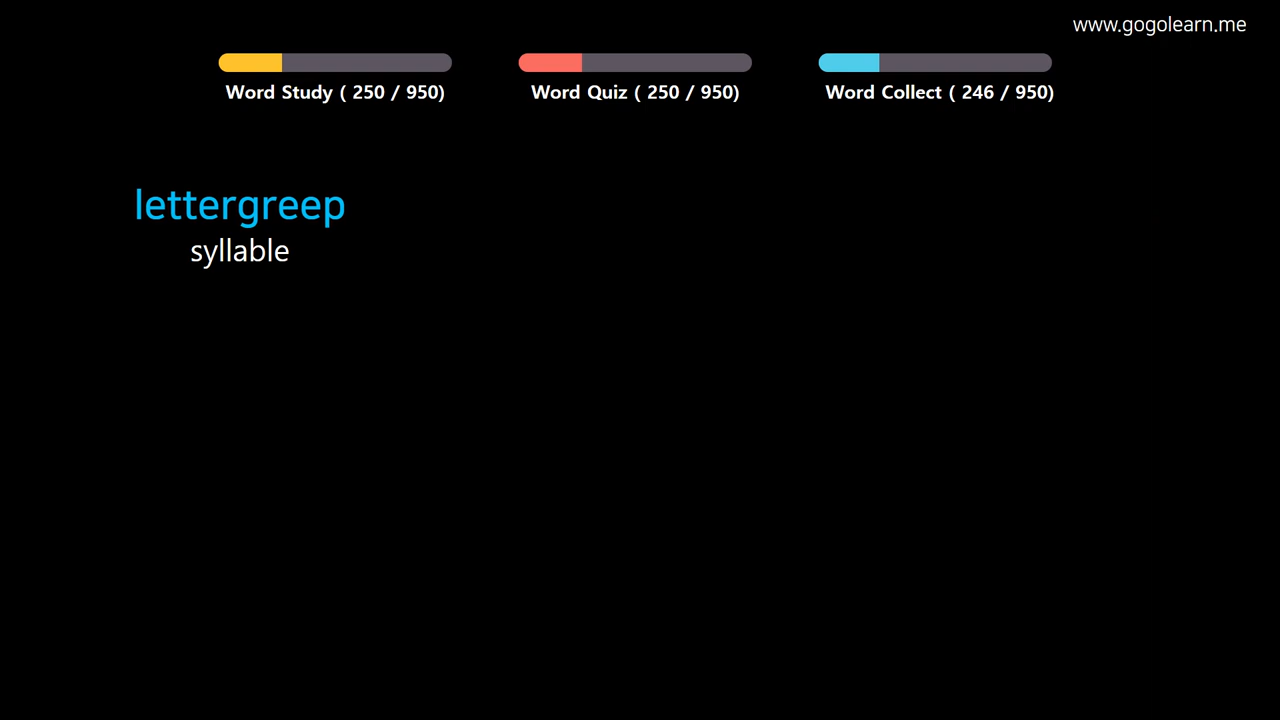 www.gogolearn.me
Word Study ( 250 / 950)
Word Quiz ( 250 / 950)
Word Collect ( 246 / 950)
lettergreep
syllable